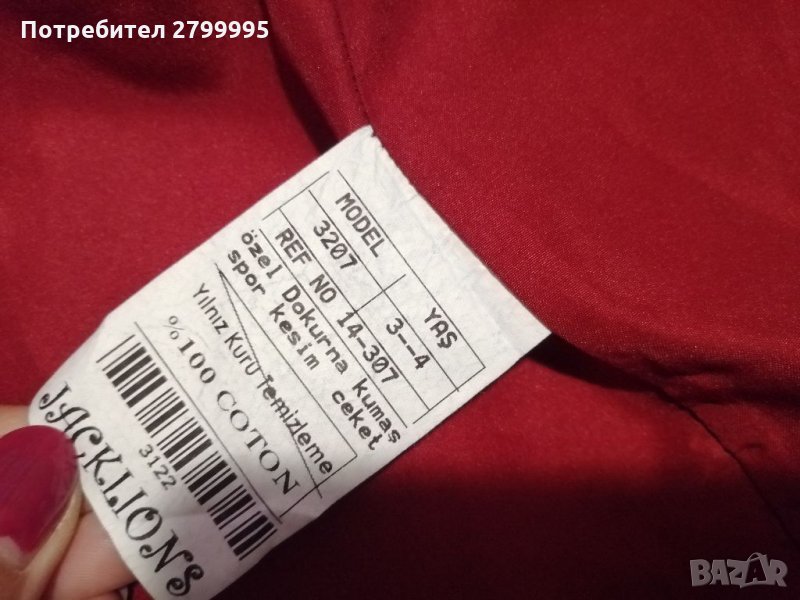 Потребител 2799995
MODEL YAŞ
3207 3--4
REF NO 14-307
özel Dokurna kumaş
spor kesim ceket
Yılnız Kuru Temizleme
%100 COTON
3122
JACKLIONS
BAZAR